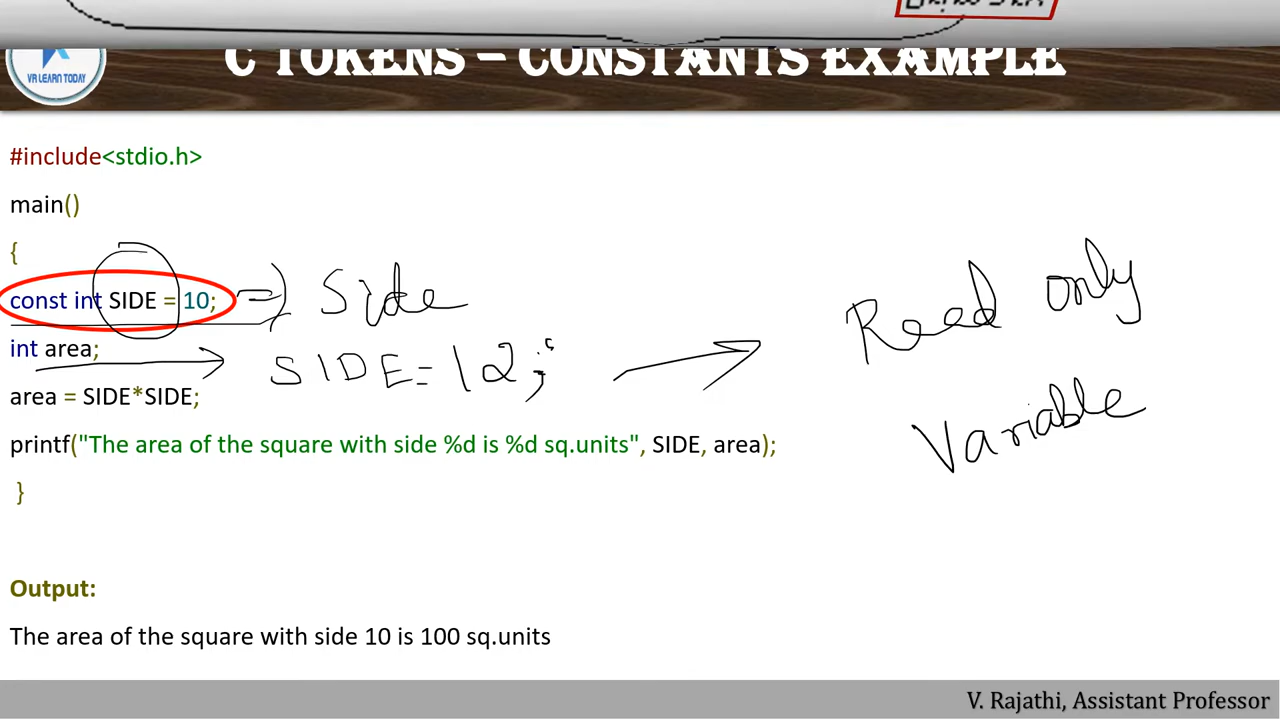 C TOKENS – CONSTANTS EXAMPLE
VR LEARN TODAY
#include<stdio.h>
main()
{
const int SIDE = 10; => Side
int area; SIDE=12;
Read only
Variable
area = SIDE*SIDE;
printf("The area of the square with side %d is %d sq.units", SIDE, area);
}
Output:
The area of the square with side 10 is 100 sq.units
V. Rajathi, Assistant Professor